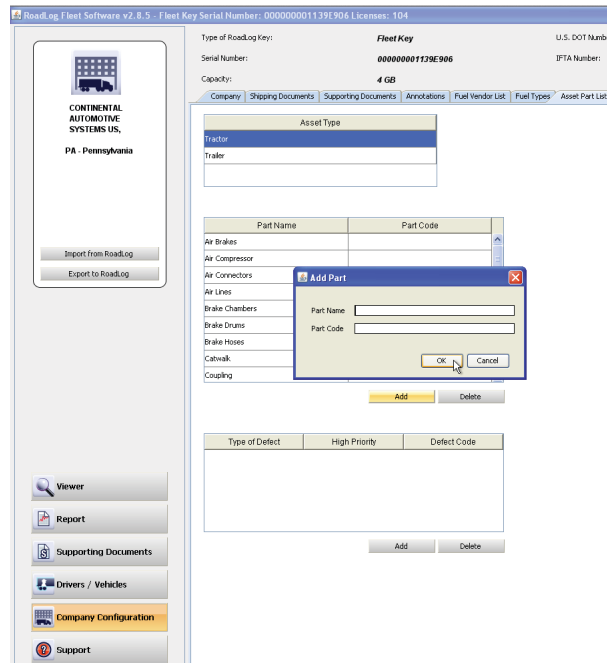 RoadLog Fleet Software v2.8.5 - Fleet Key Serial Number: 000000001139E906 Licenses: 104
CONTINENTAL
AUTOMOTIVE
SYSTEMS US,
PA - Pennsylvania
Import from RoadLog
Export to RoadLog
Viewer
Report
Supporting Documents
Drivers / Vehicles
Company Configuration
Support
Type of RoadLog Key: Fleet Key U.S. DOT Numb
Serial Number: 000000001139E906 IFTA Number:
Capacity: 4 GB
Company Shipping Documents Supporting Documents Annotations Fuel Vendor List Fuel Types Asset Part List
Asset Type
Tractor
Trailer
Part Name Part Code
Air Brakes
Air Compressor
Air Connectors
Air Lines
Brake Chambers
Brake Drums
Brake Hoses
Catwalk
Coupling
Add Part
Part Name
Part Code
OK Cancel
Add Delete
Type of Defect High Priority Defect Code
Add Delete